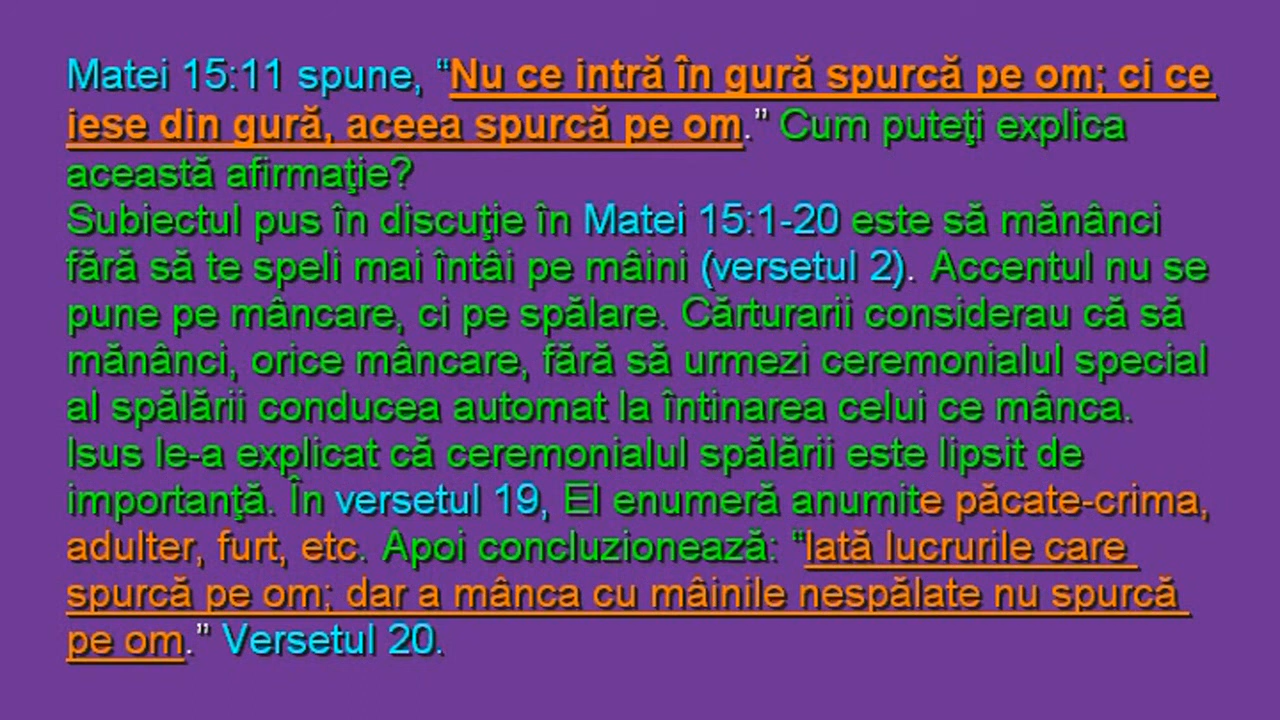 Matei 15:11 spune, “Nu ce intră în gură spurcă pe om; ci ce
iese din gură, aceea spurcă pe om.” Cum puteţi explica
această afirmaţie?
Subiectul pus în discuţie în Matei 15:1-20 este să mănânci
fără să te speli mai întâi pe mâini (versetul 2). Accentul nu se
pune pe mâncare, ci pe spălare. Cărturarii considerau că să
mănânci, orice mâncare, fără să urmezi ceremonialul special
al spălării conducea automat la întinarea celui ce mânca.
Isus le-a explicat că ceremonialul spălării este lipsit de
importanţă. În versetul 19, El enumeră anumite păcate-crima,
adulter, furt, etc. Apoi concluzionează: “Iată lucrurile care
spurcă pe om; dar a mânca cu mâinile nespălate nu spurcă
pe om.” Versetul 20.